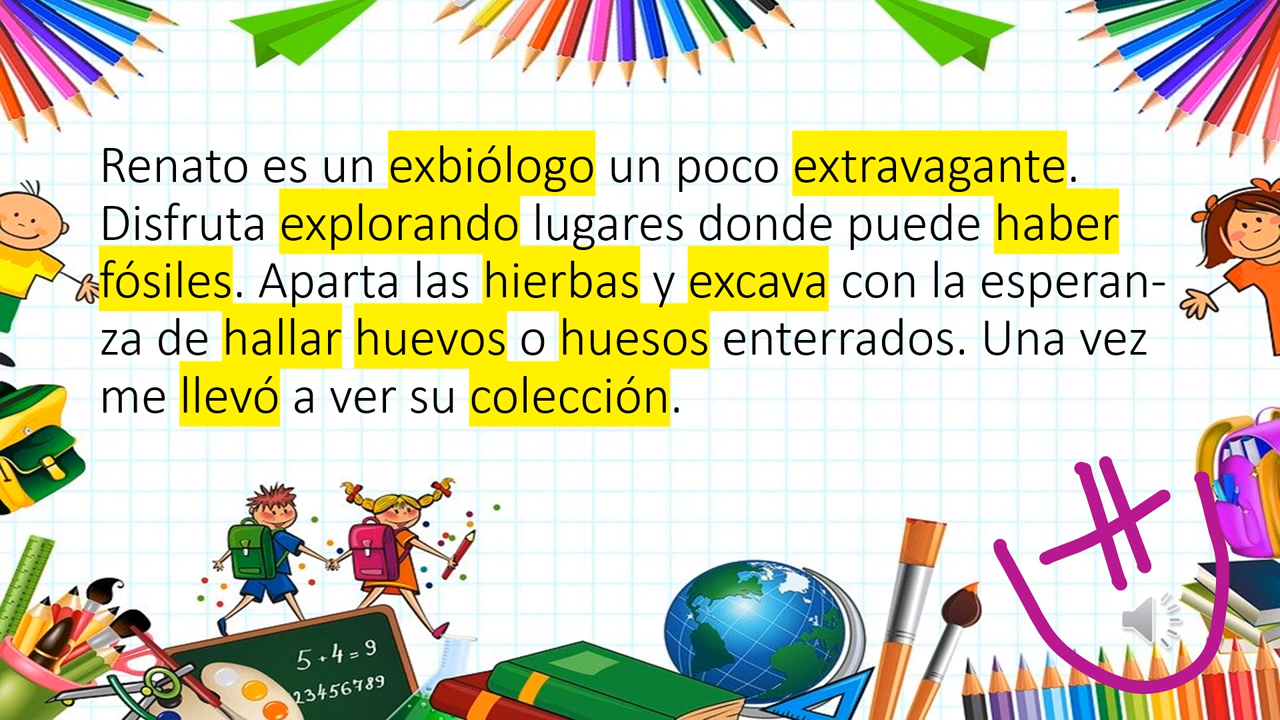 Renato es un exbiólogo un poco extravagante.
Disfruta explorando lugares donde puede haber
fósiles. Aparta las hierbas y excava con la esperan-
za de hallar huevos o huesos enterrados. Una vez
me llevó a ver su colección.
5+4=9
123456789